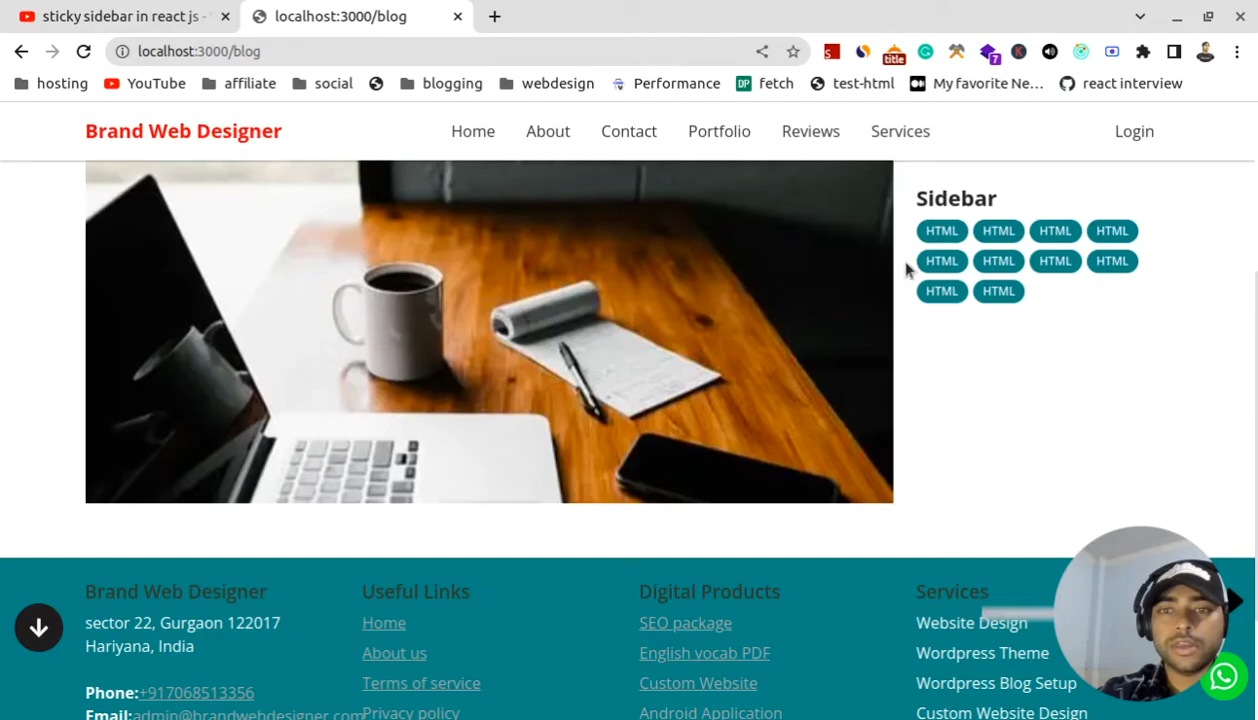 sticky sidebar in react js -
localhost:3000/blog
localhost:3000/blog
title
7
hosting
YouTube
affiliate
social
blogging
webdesign
Performance
DP
fetch
test-html
My favorite Ne…
react interview
Brand Web Designer
Home
About
Contact
Portfolio
Reviews
Services
Login
Sidebar
HTML HTML HTML HTML
HTML HTML HTML HTML
HTML HTML
Brand Web Designer
sector 22, Gurgaon 122017
Hariyana, India
Phone:+917068513356
Email:admin@brandwebdesigner.com
Useful Links
Home
About us
Terms of service
Privacy policy
Digital Products
SEO package
English vocab PDF
Custom Website
Android Application
Services
Website Design
Wordpress Theme
Wordpress Blog Setup
Custom Website Design